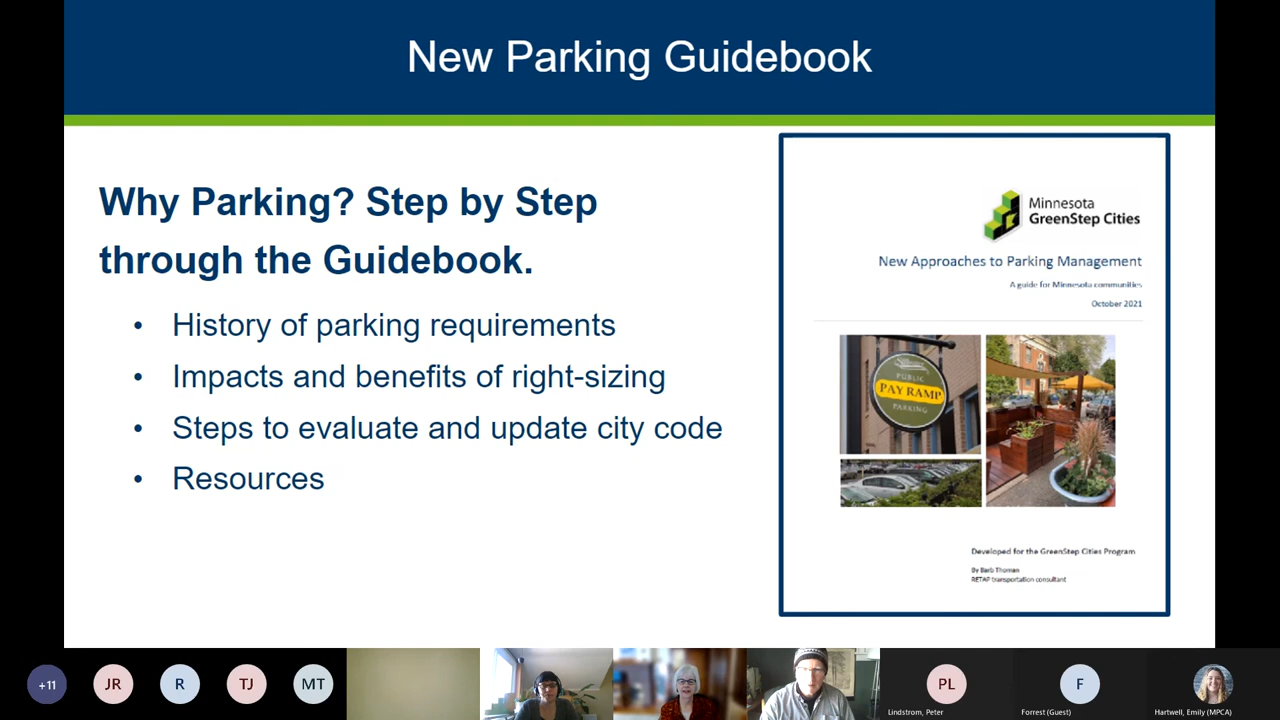 New Parking Guidebook
Why Parking? Step by Step
through the Guidebook.
• History of parking requirements
• Impacts and benefits of right-sizing
• Steps to evaluate and update city code
• Resources
Minnesota
GreenStep Cities
New Approaches to Parking Management
A guide for Minnesota communities
October 2021
PUBLIC
PAY RAMP
PARKING
Developed for the GreenStep Cities Program
By Barb Thoman
RETAP transportation consultant
+11
JR
R
TJ
MT
PL
F
Lindstrom, Peter
Forrest (Guest)
Hartwell, Emily (MPCA)